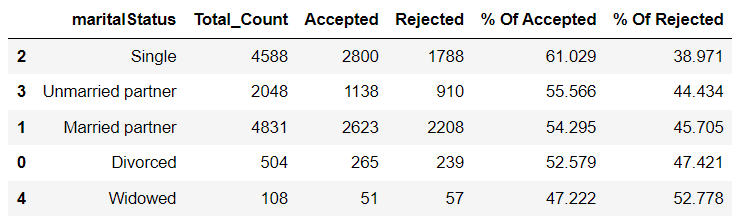 maritalStatus Total_Count Accepted Rejected % Of Accepted % Of Rejected
2 Single 4588 2800 1788 61.029 38.971
3 Unmarried partner 2048 1138 910 55.566 44.434
1 Married partner 4831 2623 2208 54.295 45.705
0 Divorced 504 265 239 52.579 47.421
4 Widowed 108 51 57 47.222 52.778